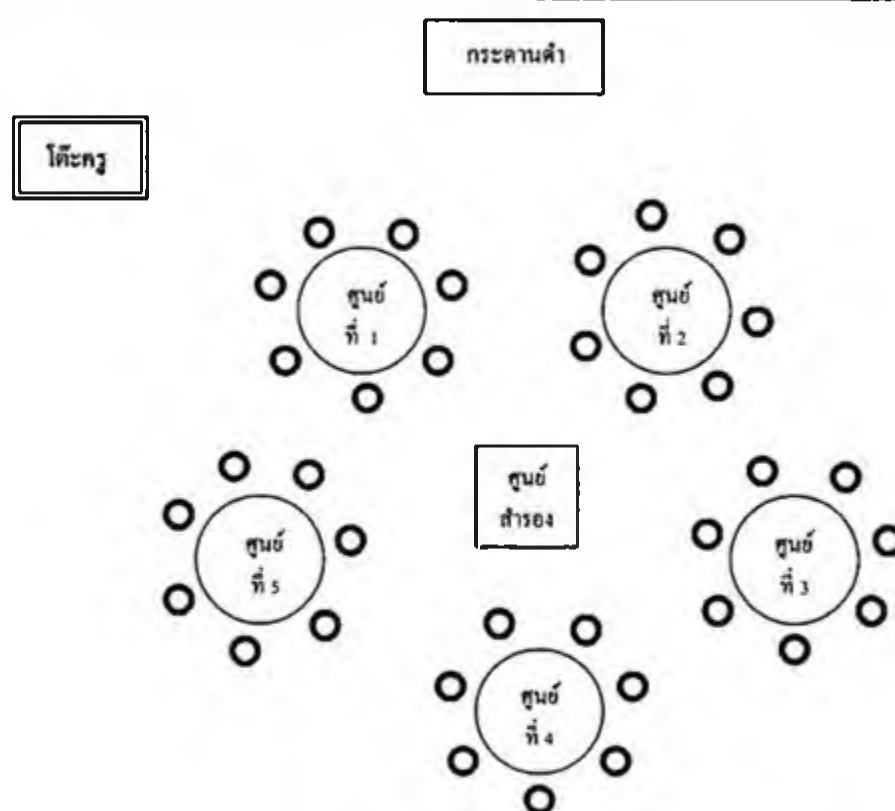 กระดานดำ
โต๊ะครู
ศูนย์
ที่ 1
ศูนย์
ที่ 2
ศูนย์
สำรอง
ศูนย์
ที่ 5
ศูนย์
ที่ 3
ศูนย์
ที่ 4